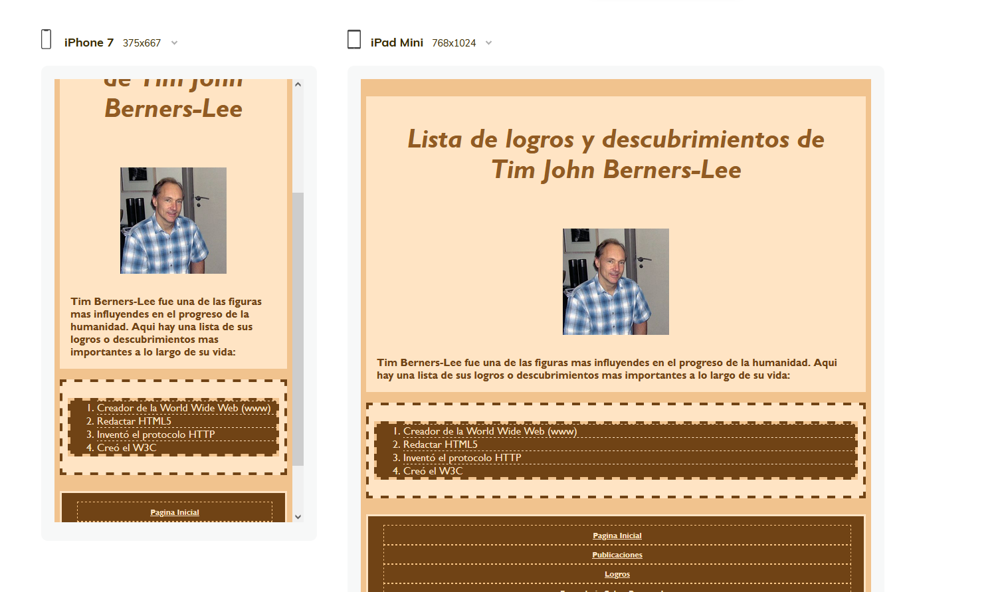 iPhone 7 375x667
de Tim John
Berners-Lee
Tim Berners-Lee fue una de las figuras
mas influyendes en el progreso de la
humanidad. Aqui hay una lista de sus
logros o descubrimientos mas
importantes a lo largo de su vida:
1. Creador de la World Wide Web (www)
2. Redactar HTML5
3. Inventó el protocolo HTTP
4. Creó el W3C
Pagina Inicial
iPad Mini 768x1024
Lista de logros y descubrimientos de
Tim John Berners-Lee
Tim Berners-Lee fue una de las figuras mas influyendes en el progreso de la humanidad. Aqui
hay una lista de sus logros o descubrimientos mas importantes a lo largo de su vida:
1. Creador de la World Wide Web (www)
2. Redactar HTML5
3. Inventó el protocolo HTTP
4. Creó el W3C
Pagina Inicial
Publicaciones
Logros